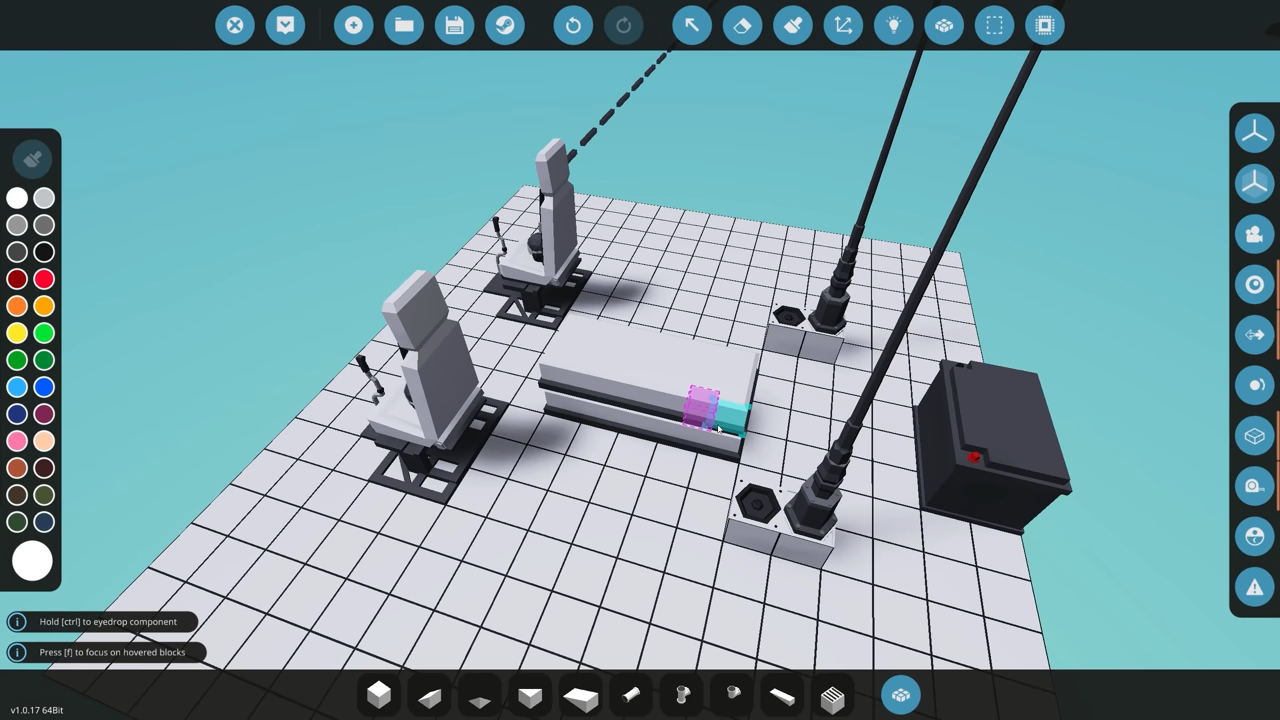 Hold [ctrl] to eyedrop component
Press [f] to focus on hovered blocks
v1.0.17 64Bit